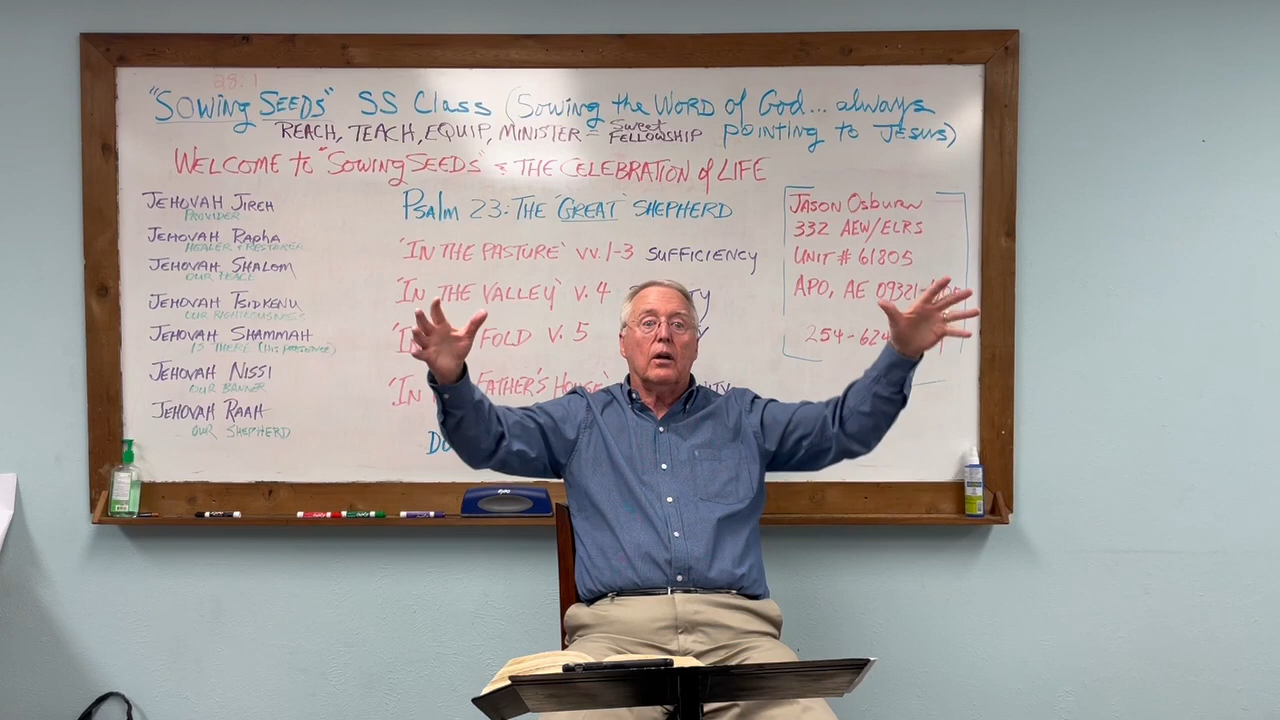 28:1
"SOWING SEEDS" SS CLASS (SOWING THE WORD OF GOD... always
pointing to JESUS)
REACH, TEACH, EQUIP, MINISTER = Sweet FELLOWSHIP
WELCOME TO "SOWING SEEDS" & THE CELEBRATION of LIFE
JEHOVAH JIREH
PROVIDER
JEHOVAH RAPHA
HEALER & RESTORER
JEHOVAH SHALOM
OUR PEACE
JEHOVAH TSIDKENU
OUR RIGHTEOUSNESS
JEHOVAH SHAMMAH
IS THERE (HIS PRESENCE)
JEHOVAH NISSI
OUR BANNER
JEHOVAH RAAH
OUR SHEPHERD
PSALM 23: THE 'GREAT' SHEPHERD
'IN THE PASTURE' vv. 1-3 SUFFICIENCY
'IN THE VALLEY' v. 4
FOLD v. 5
'IN FATHER'S HOUSE'
JASON OSBURN
332 AEW/ELRS
UNIT # 61805
APO, AE 09321-
254-624
EXPO